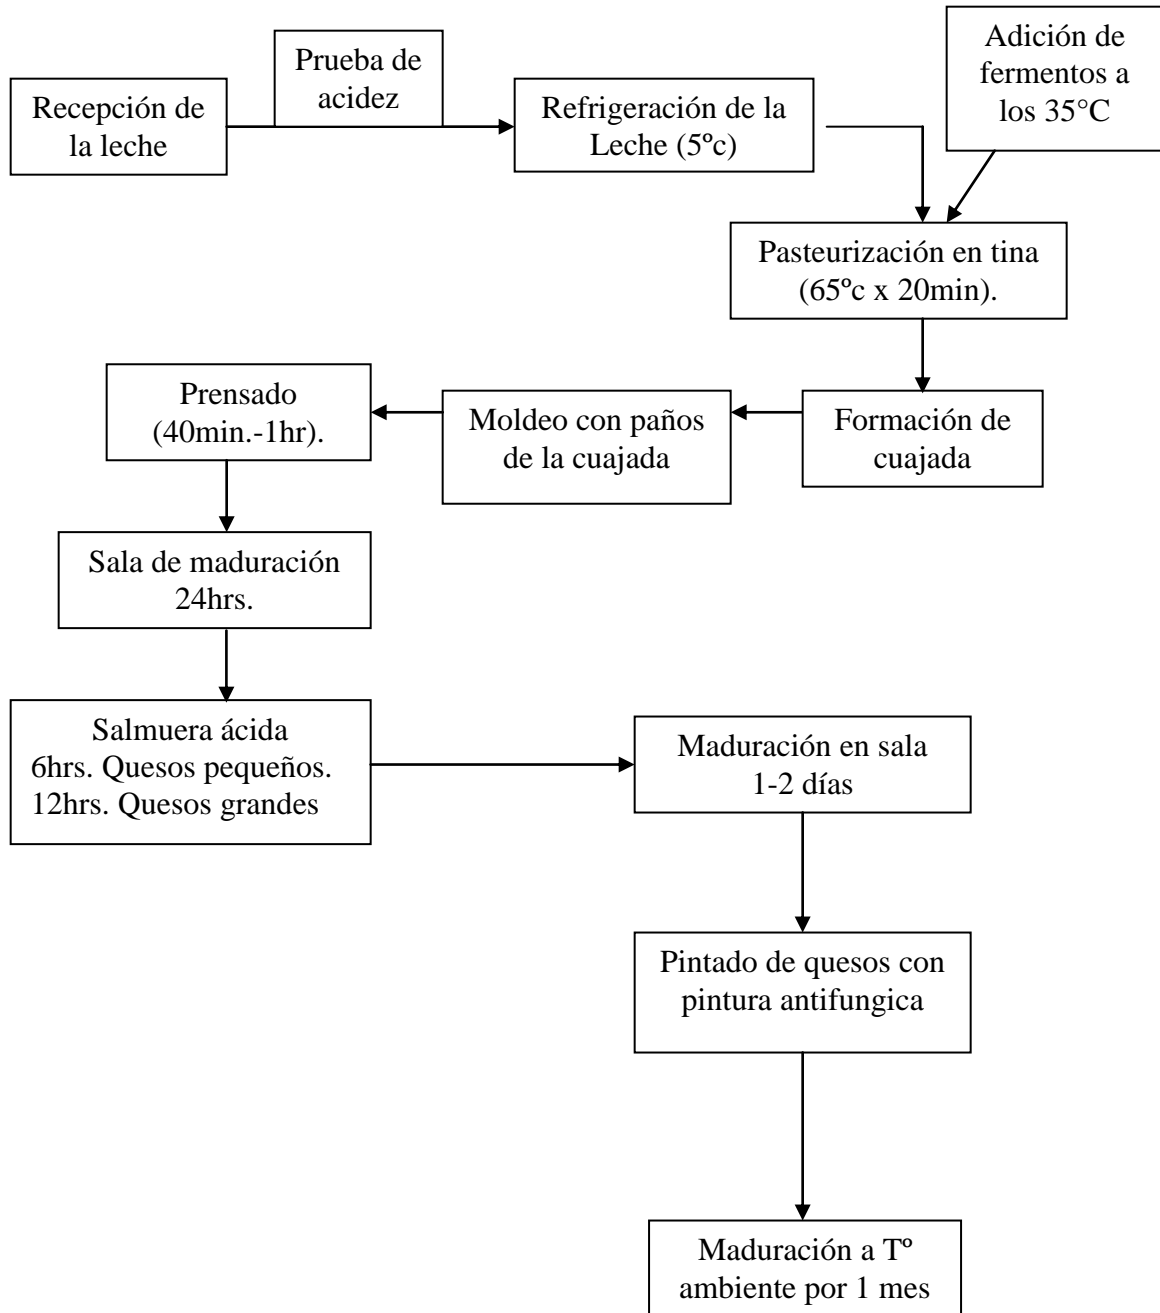 Recepción de
la leche
Prueba de
acidez
Refrigeración de la
Leche (5ºc)
Adición de
fermentos a
los 35°C
Pasteurización en tina
(65ºc x 20min).
Formación de
cuajada
Moldeo con paños
de la cuajada
Prensado
(40min.-1hr).
Sala de maduración
24hrs.
Salmuera ácida
6hrs. Quesos pequeños.
12hrs. Quesos grandes
Maduración en sala
1-2 días
Pintado de quesos con
pintura antifungica
Maduración a Tº
ambiente por 1 mes